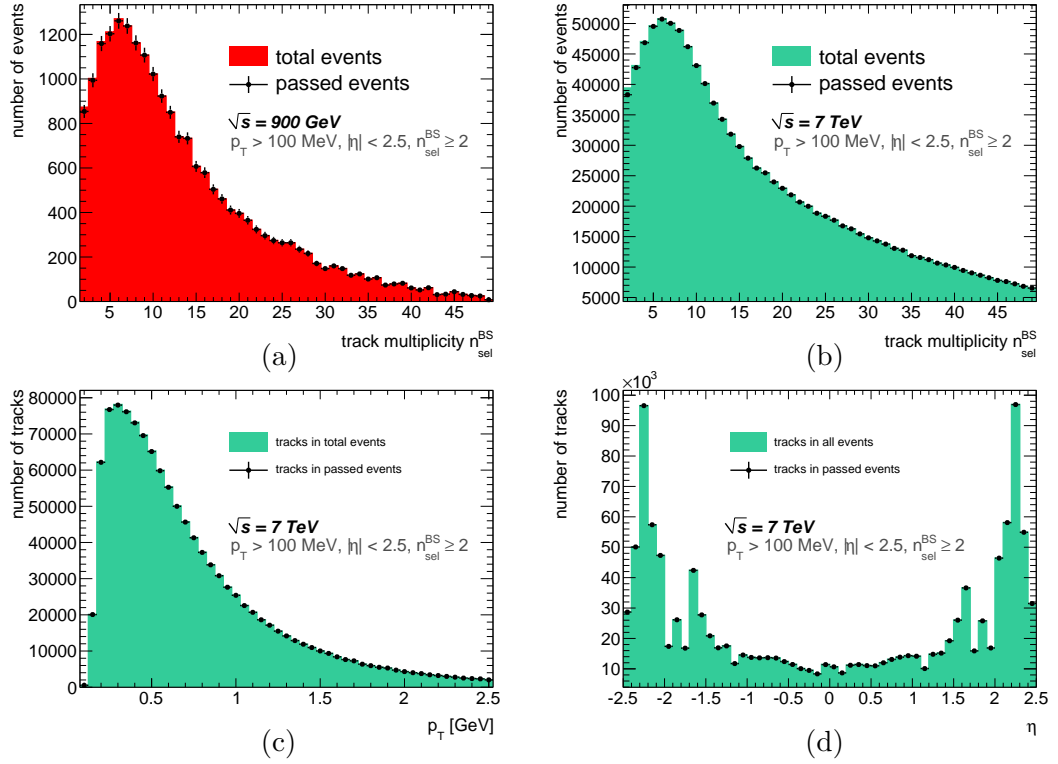 number of events
1200
1000
800
600
400
200
0
total events
passed events
√s = 900 GeV
p_T > 100 MeV, |η| < 2.5, n_sel^BS ≥ 2
5 10 15 20 25 30 35 40 45
track multiplicity n_sel^BS
(a)
number of events
50000
45000
40000
35000
30000
25000
20000
15000
10000
5000
total events
passed events
√s = 7 TeV
p_T > 100 MeV, |η| < 2.5, n_sel^BS ≥ 2
5 10 15 20 25 30 35 40 45
track multiplicity n_sel^BS
(b)
number of tracks
80000
70000
60000
50000
40000
30000
20000
10000
0
tracks in total events
tracks in passed events
√s = 7 TeV
p_T > 100 MeV, |η| < 2.5, n_sel^BS ≥ 2
0.5 1 1.5 2 2.5
p_T [GeV]
(c)
×10³
number of tracks
100
90
80
70
60
50
40
30
20
10
tracks in all events
tracks in passed events
√s = 7 TeV
p_T > 100 MeV, |η| < 2.5, n_sel^BS ≥ 2
-2.5 -2 -1.5 -1 -0.5 0 0.5 1 1.5 2 2.5
η
(d)